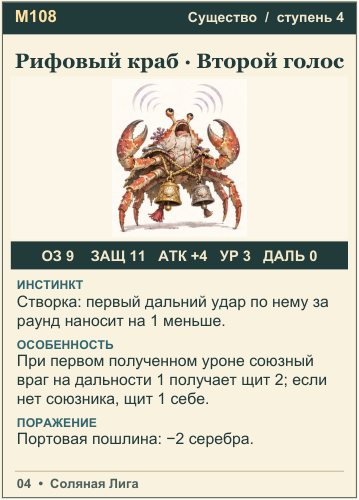 M108
Существо / ступень 4
Рифовый краб · Второй голос
ОЗ 9 ЗАЩ 11 АТК +4 УР 3 ДАЛЬ 0
ИНСТИНКТ
Створка: первый дальний удар по нему за
раунд наносит на 1 меньше.
ОСОБЕННОСТЬ
При первом полученном уроне союзный
враг на дальности 1 получает щит 2; если
нет союзника, щит 1 себе.
ПОРАЖЕНИЕ
Портовая пошлина: −2 серебра.
04 • Соляная Лига